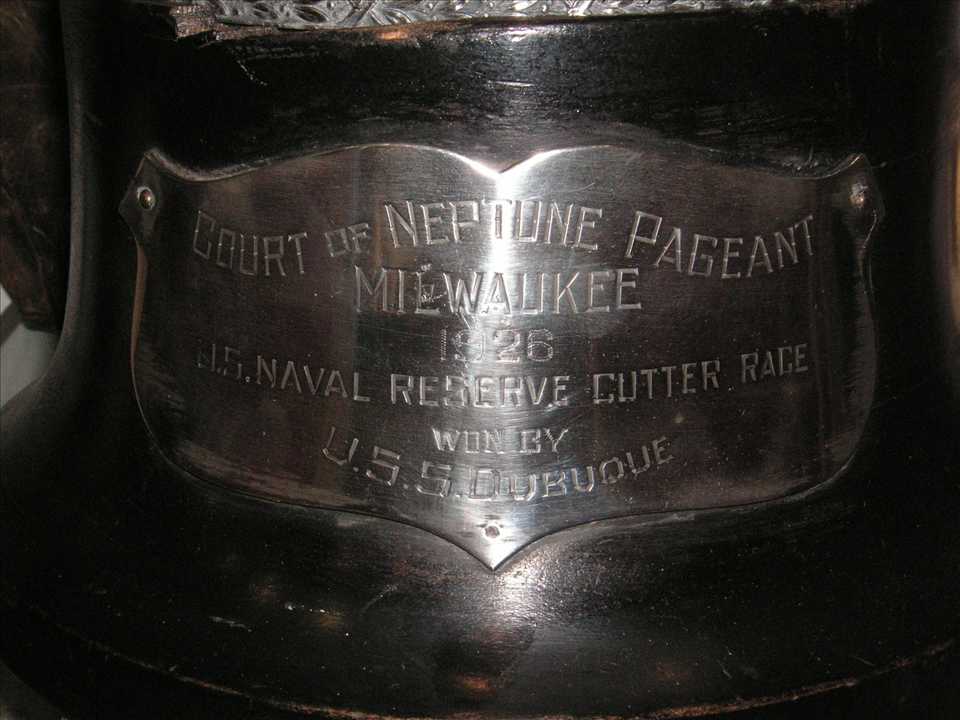 COURT OF NEPTUNE PAGEANT
MILWAUKEE
1926
U.S. NAVAL RESERVE CUTTER RACE
WON BY
U.S.S. DUBUQUE